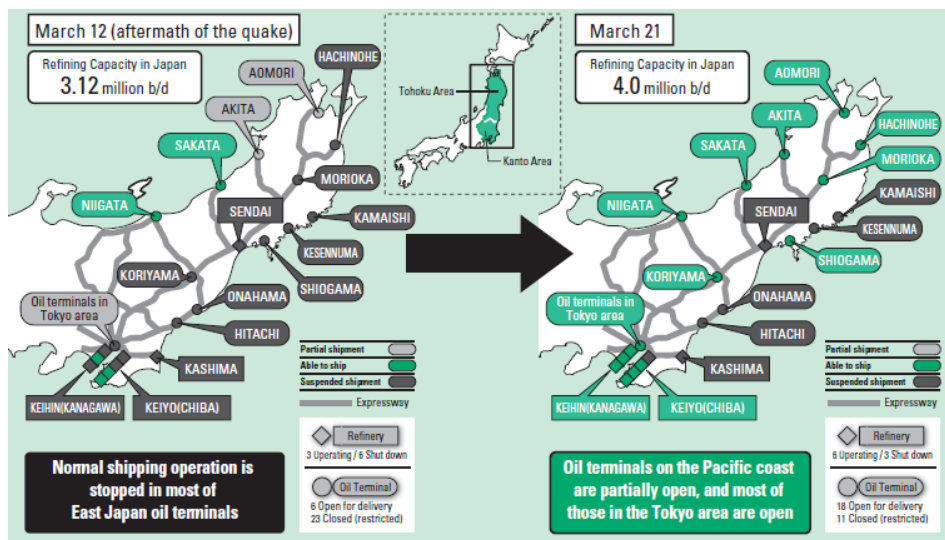 March 12 (aftermath of the quake)
Refining Capacity in Japan
3.12 million b/d
HACHINOHE
AOMORI
AKITA
SAKATA
MORIOKA
NIIGATA
SENDAI
KAMAISHI
KESENNUMA
KORIYAMA
SHIOGAMA
ONAHAMA
Oil terminals in
Tokyo area
HITACHI
KASHIMA
KEIHIN(KANAGAWA)
KEIYO(CHIBA)
Partial shipment
Able to ship
Suspended shipment
Expressway
Refinery
3 Operating / 6 Shut down
Oil Terminal
6 Open for delivery
23 Closed (restricted)
Normal shipping operation is
stopped in most of
East Japan oil terminals
Tohoku Area
Kanto Area
March 21
Refining Capacity in Japan
4.0 million b/d
AOMORI
AKITA
HACHINOHE
SAKATA
MORIOKA
KAMAISHI
NIIGATA
SENDAI
KESENNUMA
SHIOGAMA
KORIYAMA
Oil terminals in
Tokyo area
ONAHAMA
HITACHI
KASHIMA
KEIHIN(KANAGAWA)
KEIYO(CHIBA)
Partial shipment
Able to ship
Suspended shipment
Expressway
Refinery
6 Operating / 3 Shut down
Oil Terminal
18 Open for delivery
11 Closed (restricted)
Oil terminals on the Pacific coast
are partially open, and most of
those in the Tokyo area are open